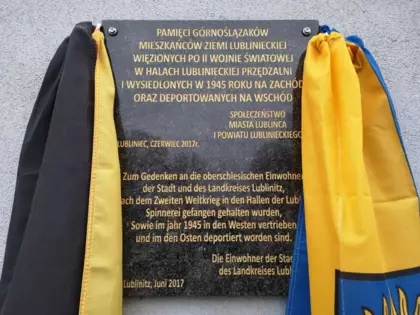 PAMIĘCI GÓRNOŚLĄZAKÓW
MIESZKAŃCÓW ZIEMI LUBLINIECKIEJ
WIĘZIONYCH PO II WOJNIE ŚWIATOWEJ
W HALACH LUBLINIECKIEJ PRZĘDZALNI
I WYSIEDLONYCH W 1945 ROKU NA ZACHÓD
ORAZ DEPORTOWANYCH NA WSCHÓD
SPOŁECZEŃSTWO
MIASTA LUBLIŃCA
I POWIATU LUBLINIECKIEGO
LUBLINIEC, CZERWIEC 2017r.
Zum Gedenken an die oberschlesischen Einwohner
der Stadt und des Landkreises Lublinitz,
nach dem Zweiten Weltkrieg in den Hallen der
Spinnerei gefangen gehalten wurden,
Sowie im jahr 1945 in den Westen vertrieben
und im den Osten deportiert worden sind.
Die Einwohner der
des Landkreises
Lublinitz, Juni 2017